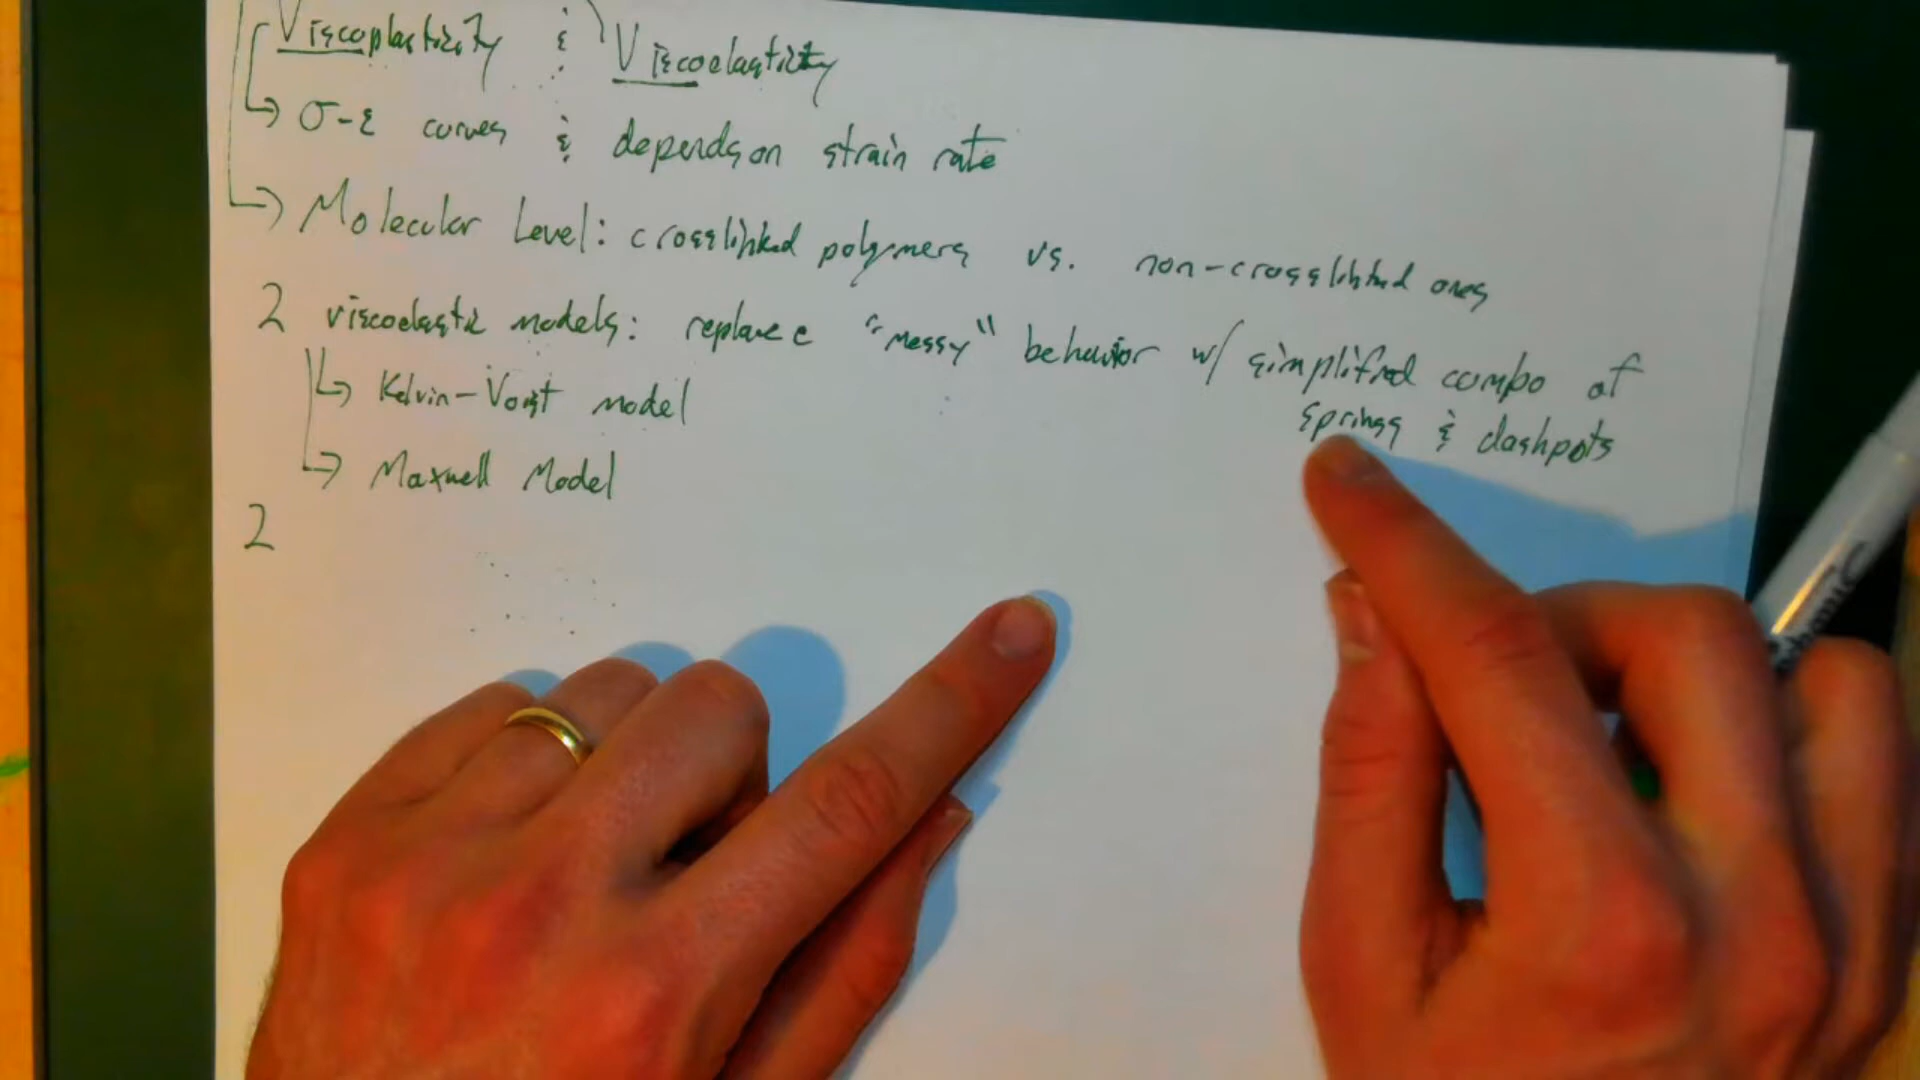 Viscoplasticity & Viscoelasticity
↳ σ-ε curves & depends on strain rate
↳ Molecular Level: crosslinked polymers vs. non-crosslinked ones
2 viscoelastic models: replace "messy" behavior w/ simplified combo of
springs & dashpots
↳ Kelvin-Voigt model
↳ Maxwell Model
2